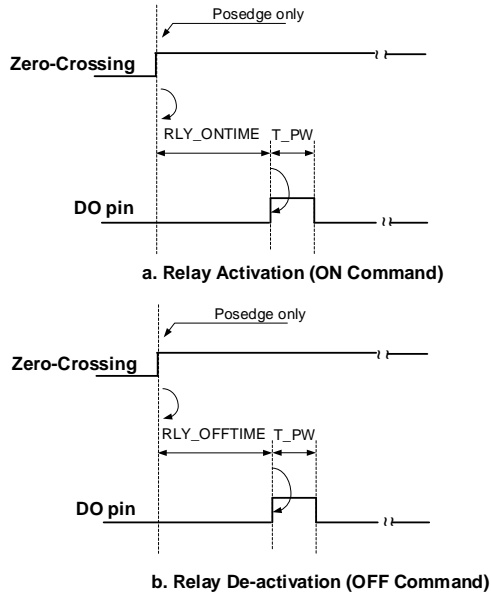 Posedge only
Zero-Crossing
RLY_ONTIME
T_PW
DO pin
a. Relay Activation (ON Command)
Posedge only
Zero-Crossing
RLY_OFFTIME
T_PW
DO pin
b. Relay De-activation (OFF Command)